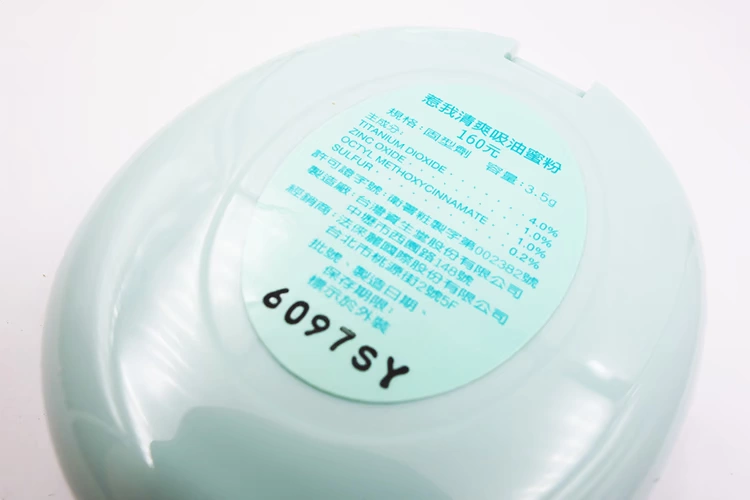 惹我清爽吸油蜜粉
160元
規格:固型劑 容量:3.5g
主成分:
TITANIUM DIOXIDE 4.0%
ZINC OXIDE 1.0%
OCTYL METHOXYCINNAMATE 1.0%
SULFUR 0.2%
許可證字號:衛署粧製字第002382號
製造廠:台灣資生堂股份有限公司
中壢市西園路148號
經銷商:法保麗國際股份有限公司
台北市桃源街2號5F
批號、製造日期、
保存期限:
標示於外裝
6097SY